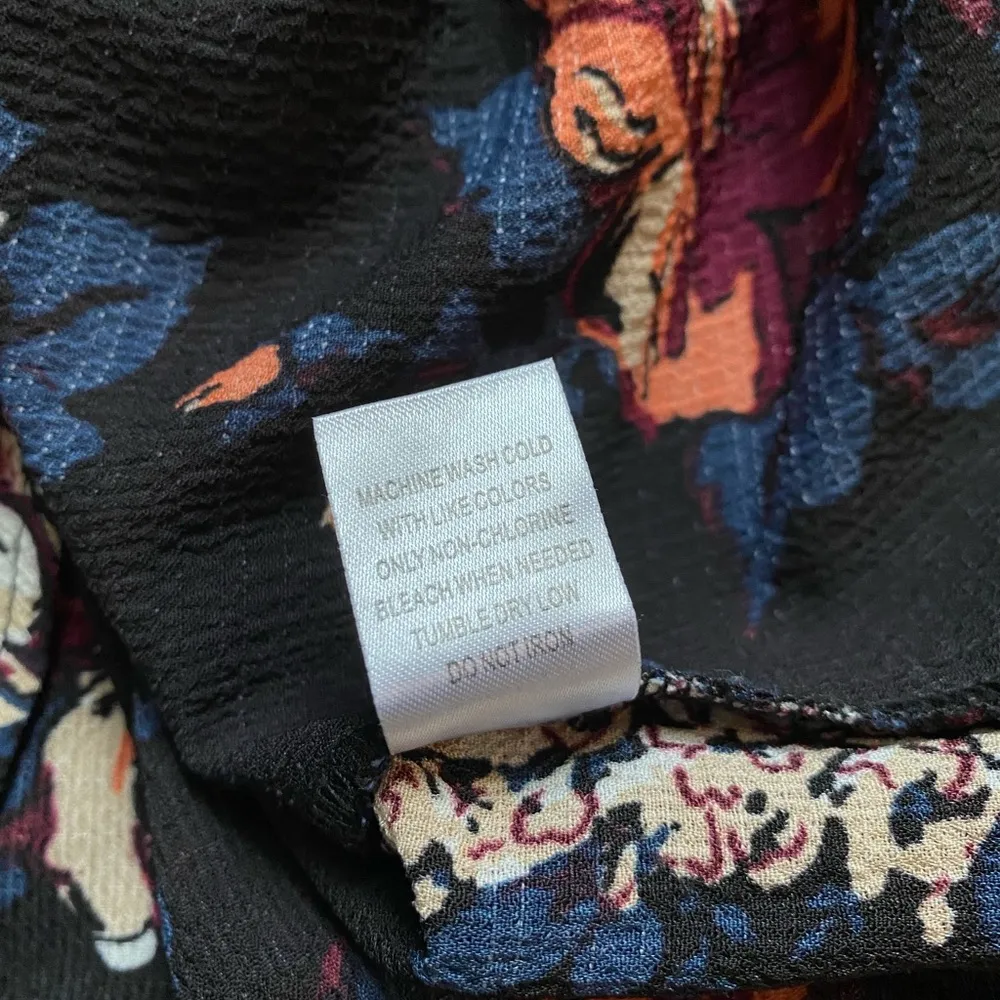 MACHINE WASH COLD
WITH LIKE COLORS
ONLY NON-CHLORINE
BLEACH WHEN NEEDED
TUMBLE DRY LOW
DO NOT IRON